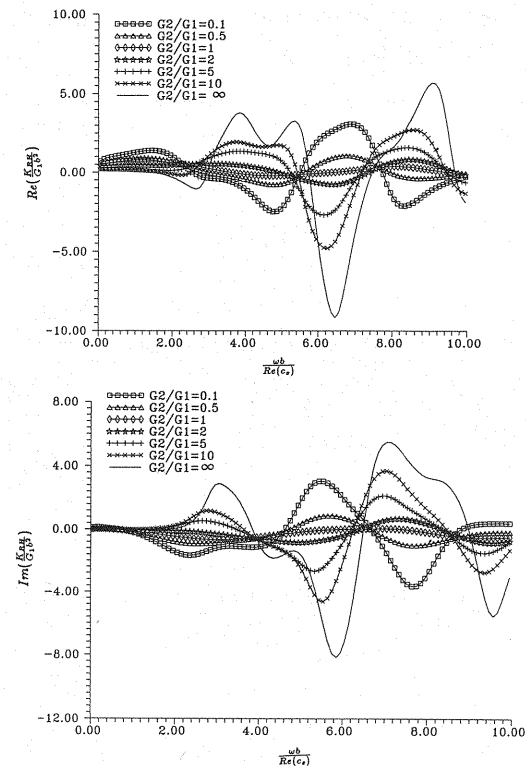 10.00
G2/G1=0.1
G2/G1=0.5
G2/G1=1
G2/G1=2
G2/G1=5
G2/G1=10
G2/G1= ∞
5.00
0.00
-5.00
-10.00
Re(K_RH/G_1b^3)
0.00 2.00 4.00 6.00 8.00 10.00
ωb/Re(c_s)
8.00
G2/G1=0.1
G2/G1=0.5
G2/G1=1
G2/G1=2
G2/G1=5
G2/G1=10
G2/G1=∞
4.00
0.00
-4.00
-8.00
-12.00
Im(K_RH/G_1b^3)
0.00 2.00 4.00 6.00 8.00 10.00
ωb/Re(c_s)